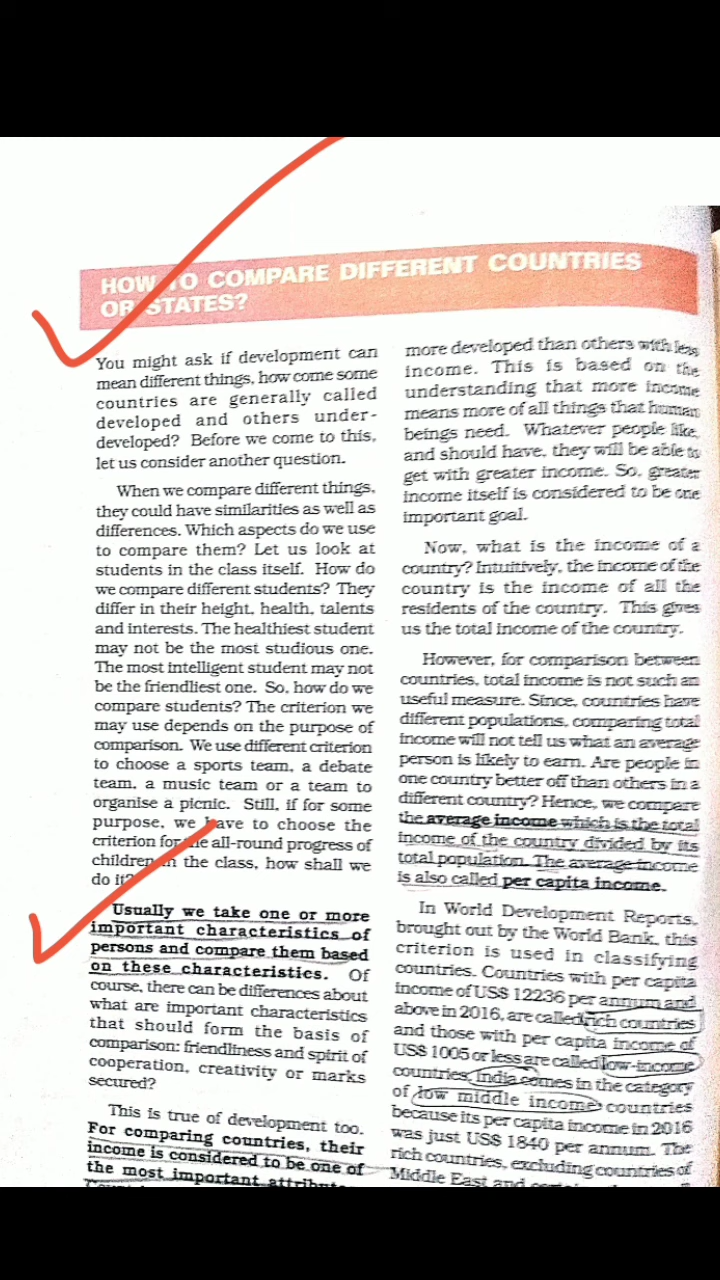 HOW TO COMPARE DIFFERENT COUNTRIES
OR STATES?
You might ask if development can
mean different things, how come some
countries are generally called
developed and others under-
developed? Before we come to this,
let us consider another question.
When we compare different things,
they could have similarities as well as
differences. Which aspects do we use
to compare them? Let us look at
students in the class itself. How do
we compare different students? They
differ in their height, health, talents
and interests. The healthiest student
may not be the most studious one.
The most intelligent student may not
be the friendliest one. So, how do we
compare students? The criterion we
may use depends on the purpose of
comparison. We use different criterion
to choose a sports team, a debate
team, a music team or a team to
organise a picnic. Still, if for some
purpose, we have to choose the
criterion for the all-round progress of
children in the class, how shall we
do it?
Usually we take one or more
important characteristics of
persons and compare them based
on these characteristics. Of
course, there can be differences about
what are important characteristics
that should form the basis of
comparison: friendliness and spirit of
cooperation, creativity or marks
secured?
This is true of development too.
For comparing countries, their
income is considered to be one of
the most important
more developed than others with less
income. This is based on the
understanding that more income
means more of all things that human
beings need. Whatever people like,
and should have, they will be able to
get with greater income. So, greater
income itself is considered to be one
important goal.
Now, what is the income of a
country? Intuitively, the income of the
country is the income of all the
residents of the country. This gives
us the total income of the country.
However, for comparison between
countries, total income is not such an
useful measure. Since, countries have
different populations, comparing total
income will not tell us what an average
person is likely to earn. Are people in
one country better off than others in a
different country? Hence, we compare
the average income which is the total
income of the country divided by its
total population. The average income
is also called per capita income.
In World Development Reports,
brought out by the World Bank, this
criterion is used in classifying
countries. Countries with per capita
income of US$ 12236 per annum and
above in 2016, are called rich countries
and those with per capita income of
US$ 1005 or less are called low-income
countries. India comes in the category
of low middle income countries
because its per capita income in 2016
was just US$ 1840 per annum. The
rich countries, excluding countries of
Middle East and